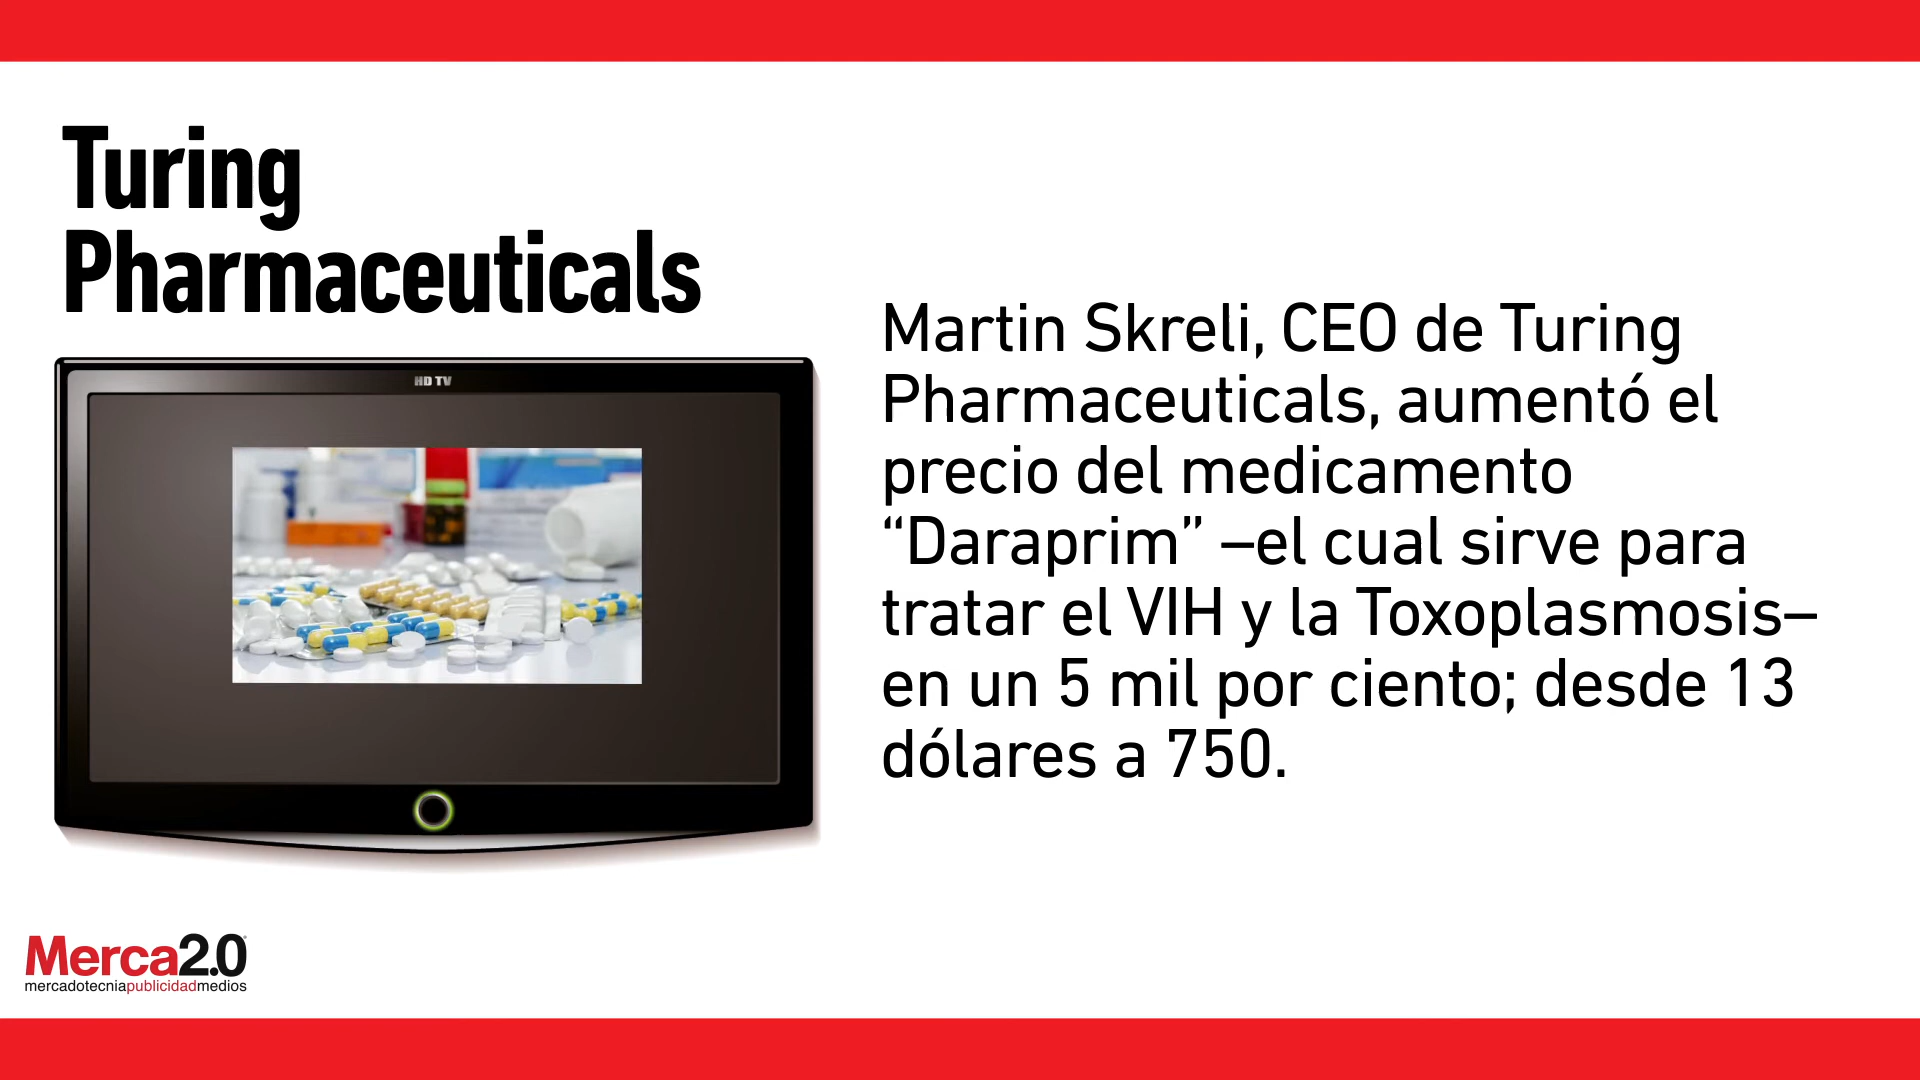 Turing
Pharmaceuticals
HD TV
Martin Skreli, CEO de Turing
Pharmaceuticals, aumentó el
precio del medicamento
“Daraprim” –el cual sirve para
tratar el VIH y la Toxoplasmosis–
en un 5 mil por ciento; desde 13
dólares a 750.
Merca2.0
mercadotecniapublicidadmedios